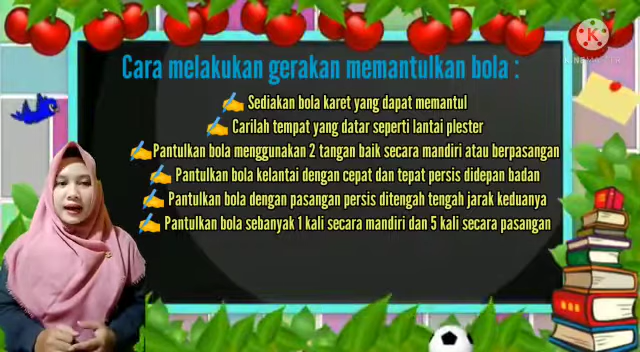 Cara melakukan gerakan memantulkan bola :
Sediakan bola karet yang dapat memantul
Carilah tempat yang datar seperti lantai plester
Pantulkan bola menggunakan 2 tangan baik secara mandiri atau berpasangan
Pantulkan bola kelantai dengan cepat dan tepat persis didepan badan
Pantulkan bola dengan pasangan persis ditengah tengah jarak keduanya
Pantulkan bola sebanyak 1 kali secara mandiri dan 5 kali secara pasangan